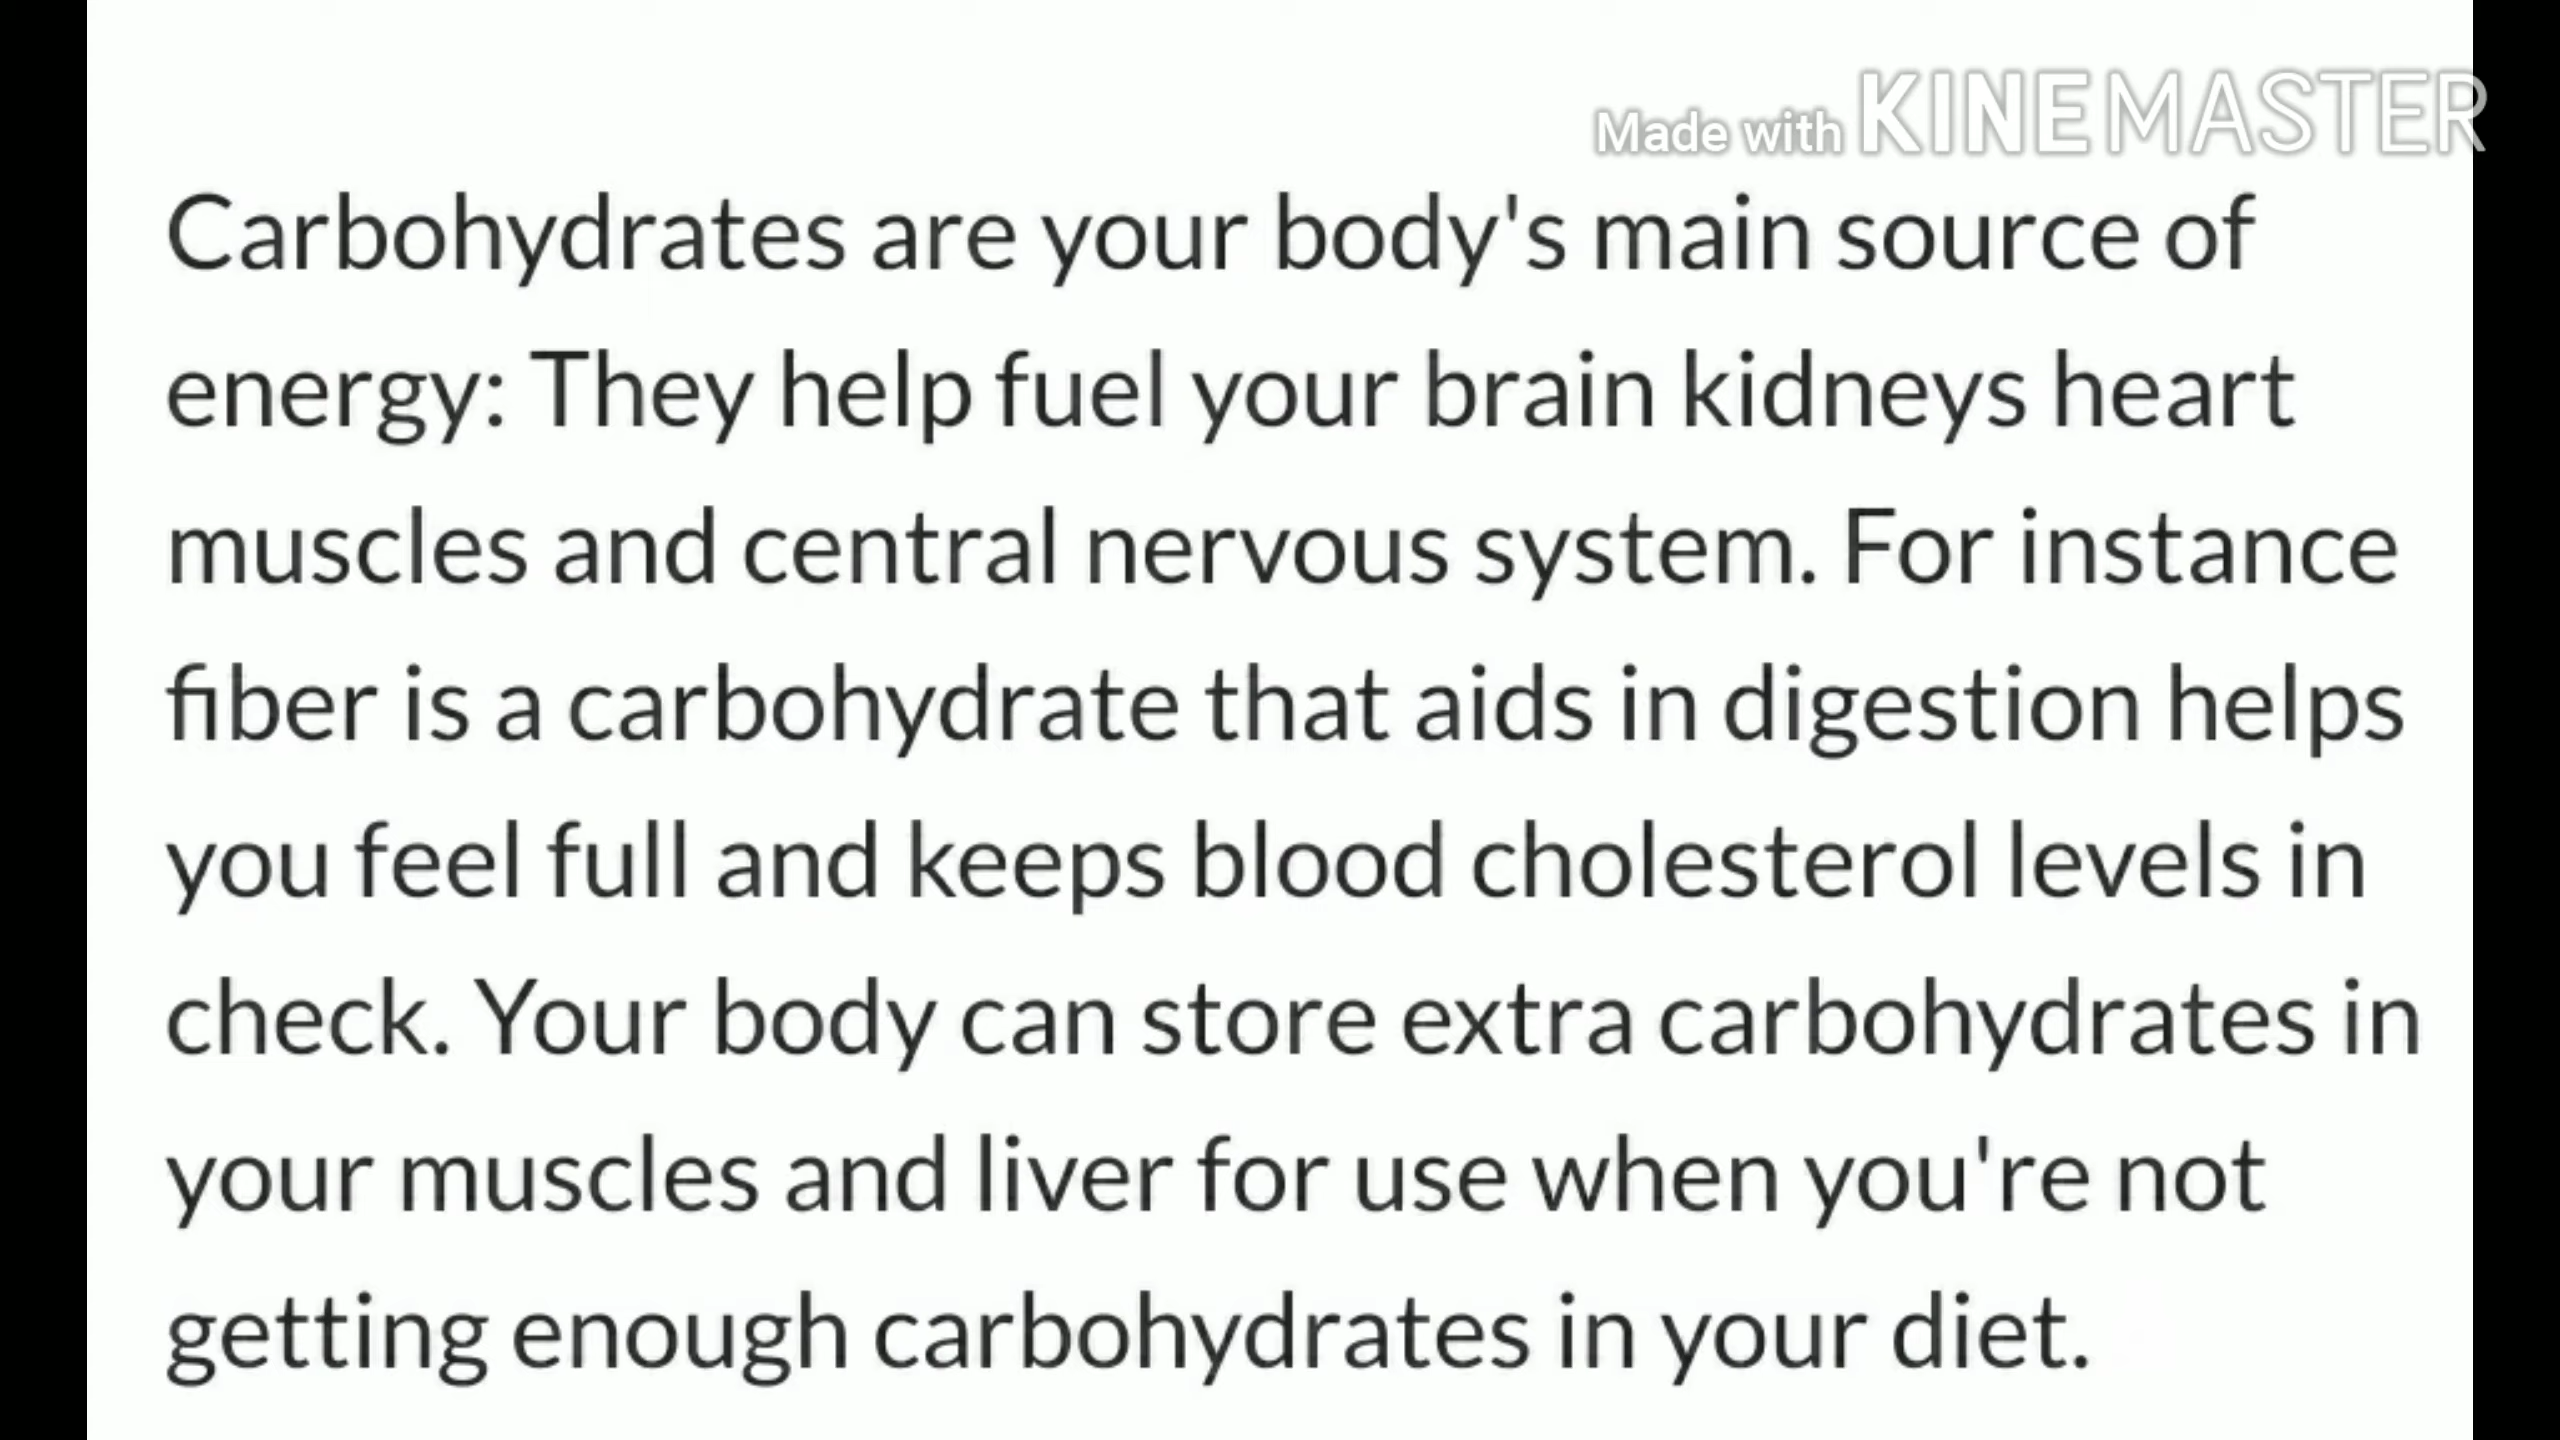 Made with KINEMASTER
Carbohydrates are your body's main source of
energy: They help fuel your brain kidneys heart
muscles and central nervous system. For instance
fiber is a carbohydrate that aids in digestion helps
you feel full and keeps blood cholesterol levels in
check. Your body can store extra carbohydrates in
your muscles and liver for use when you're not
getting enough carbohydrates in your diet.